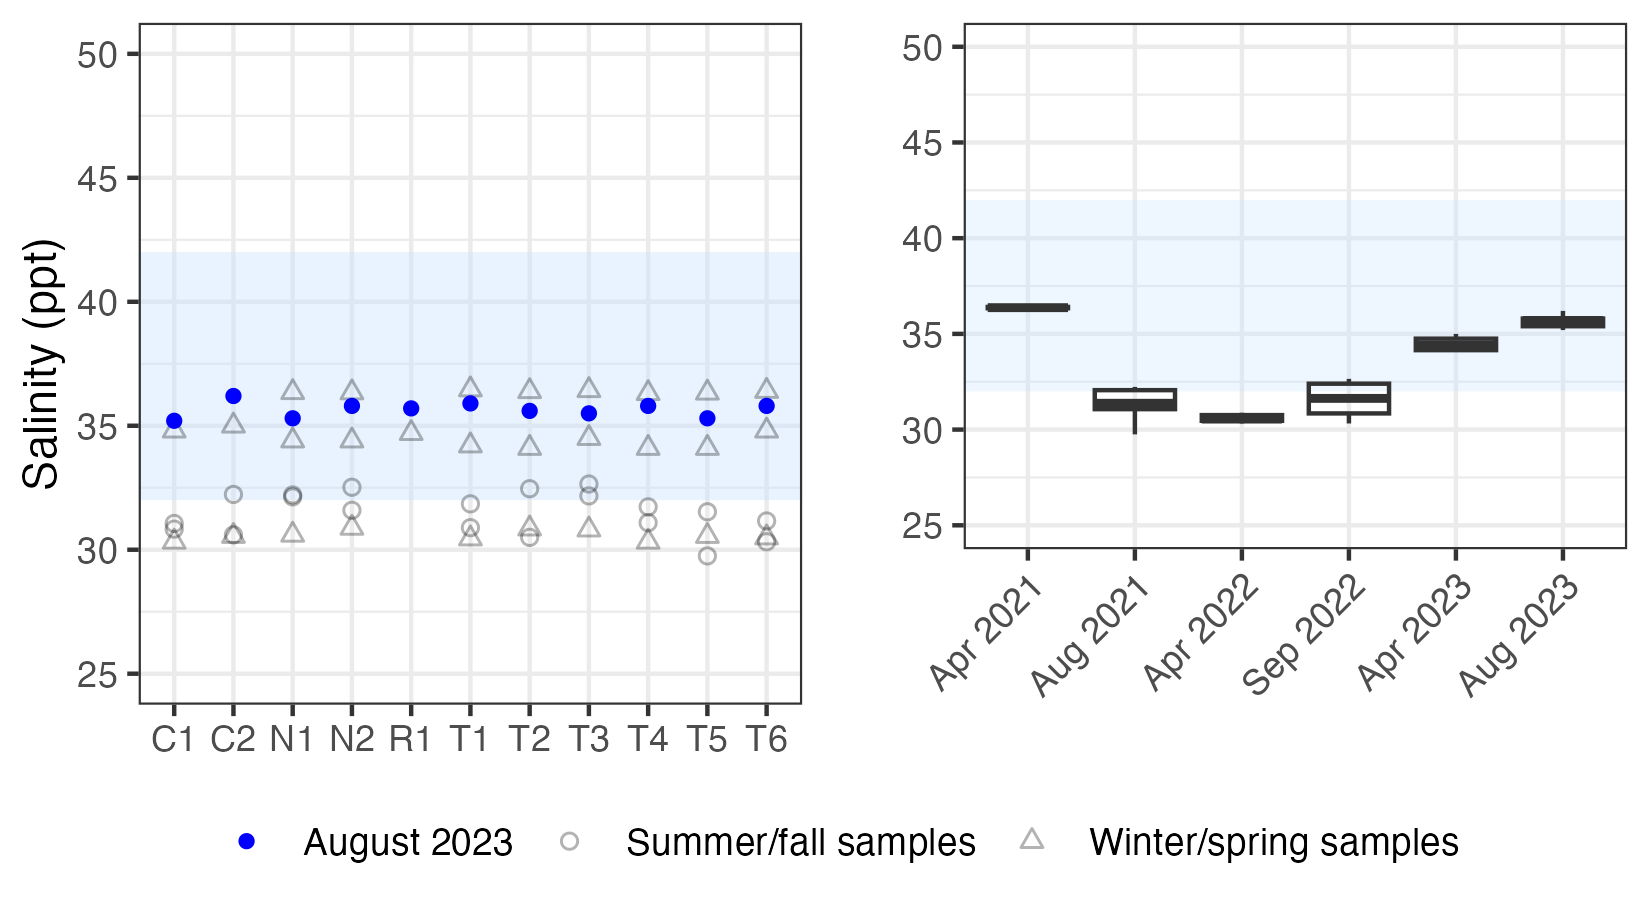 Salinity (ppt)
50
45
40
35
30
25
C1 C2 N1 N2 R1 T1 T2 T3 T4 T5 T6
50
45
40
35
30
25
Apr 2021
Aug 2021
Apr 2022
Sep 2022
Apr 2023
Aug 2023
August 2023 Summer/fall samples Winter/spring samples